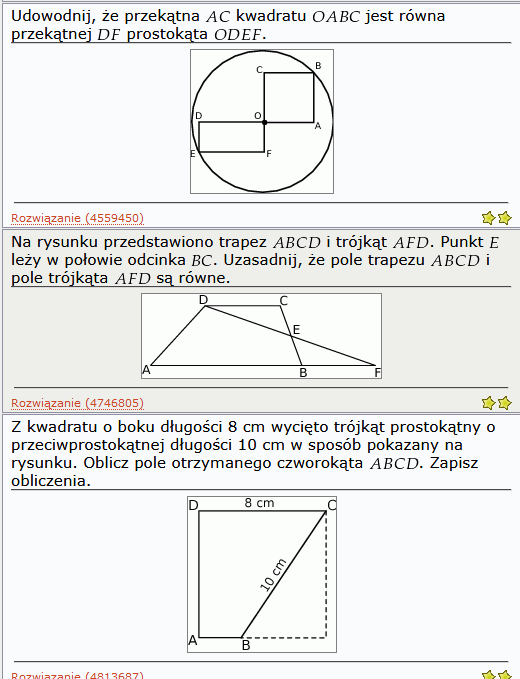 Udowodnij, że przekątna AC kwadratu OABC jest równa
przekątnej DF prostokąta ODEF.
C
B
D
O
A
E
F
Rozwiązanie (4559450)
Na rysunku przedstawiono trapez ABCD i trójkąt AFD. Punkt E
leży w połowie odcinka BC. Uzasadnij, że pole trapezu ABCD i
pole trójkąta AFD są równe.
D
C
E
A
B
F
Rozwiązanie (4746805)
Z kwadratu o boku długości 8 cm wycięto trójkąt prostokątny o
przeciwprostokątnej długości 10 cm w sposób pokazany na
rysunku. Oblicz pole otrzymanego czworokąta ABCD. Zapisz
obliczenia.
D
8 cm
C
10 cm
A
B
Rozwiązanie (4813687)